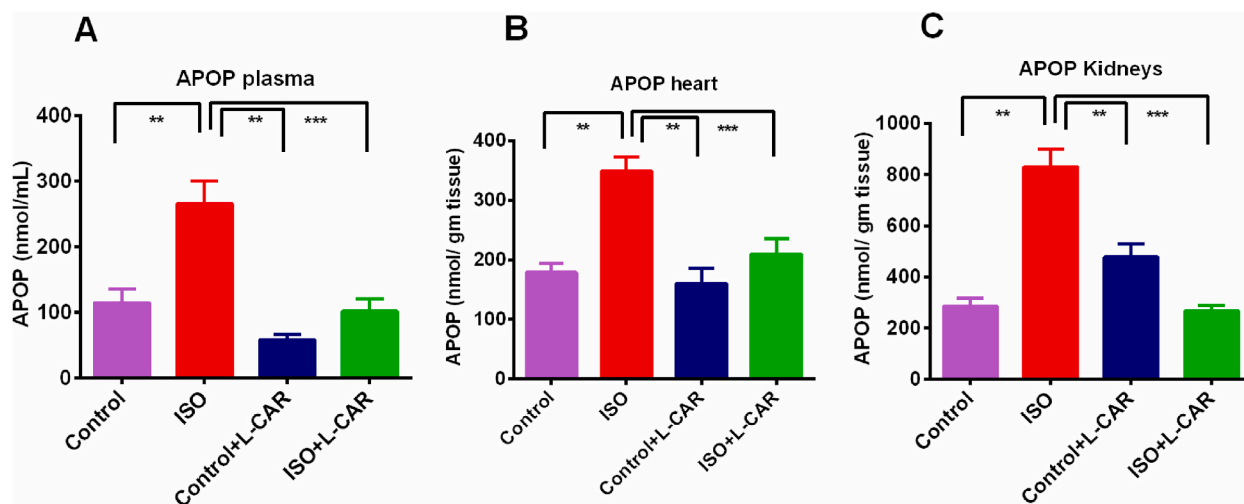 A
APOP plasma
** ** ***
APOP (nmol/mL)
400
300
200
100
0
Control
ISO
Control+L-CAR
ISO+L-CAR
B
APOP heart
** ** ***
APOP (nmol/ gm tissue)
400
300
200
100
0
Control
ISO
Control+L-CAR
ISO+L-CAR
C
APOP Kidneys
** ** ***
APOP (nmol/ gm tissue)
1000
800
600
400
200
0
Control
ISO
Control+L-CAR
ISO+L-CAR